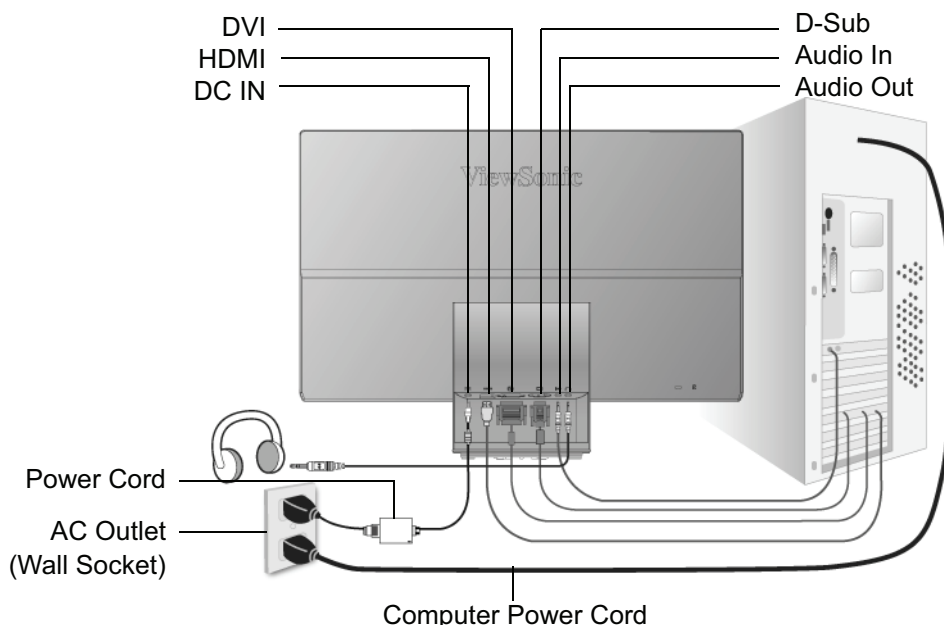 DVI
HDMI
DC IN
D-Sub
Audio In
Audio Out
ViewSonic
Power Cord
AC Outlet
(Wall Socket)
Computer Power Cord